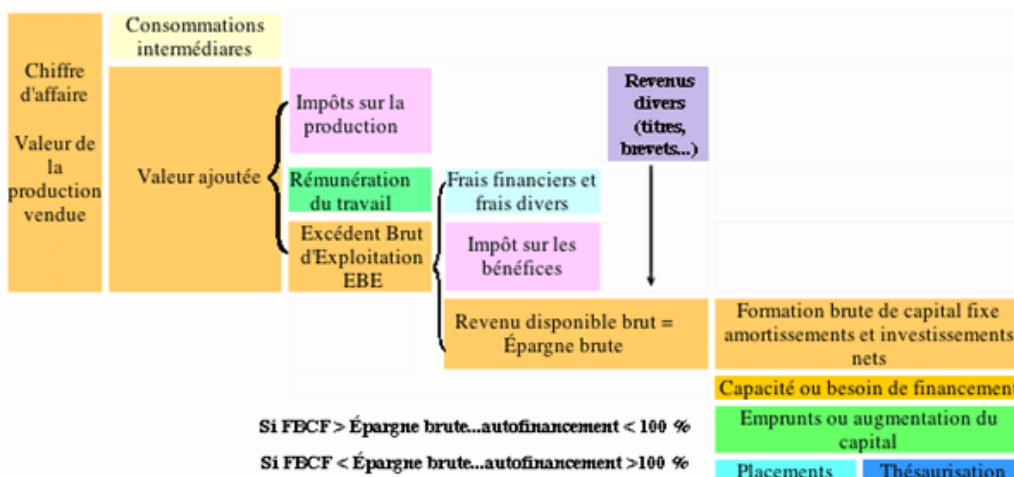 Chiffre
d'affaire
Valeur de
la
production
vendue
Consommations
intermédiares
Valeur ajoutée
Impôts sur la
production
Rémunération
du travail
Excédent Brut
d'Exploitation
EBE
Frais financiers et
frais divers
Impôt sur les
bénéfices
Revenus
divers
(titres,
brevets...)
Revenu disponible brut =
Épargne brute
Formation brute de capital fixe
amortissements et investissements
nets
Capacité ou besoin de financement
Emprunts ou augmentation du
capital
Placements
Thésaurisation
Si FBCF > Épargne brute...autofinancement < 100 %
Si FBCF < Épargne brute...autofinancement >100 %